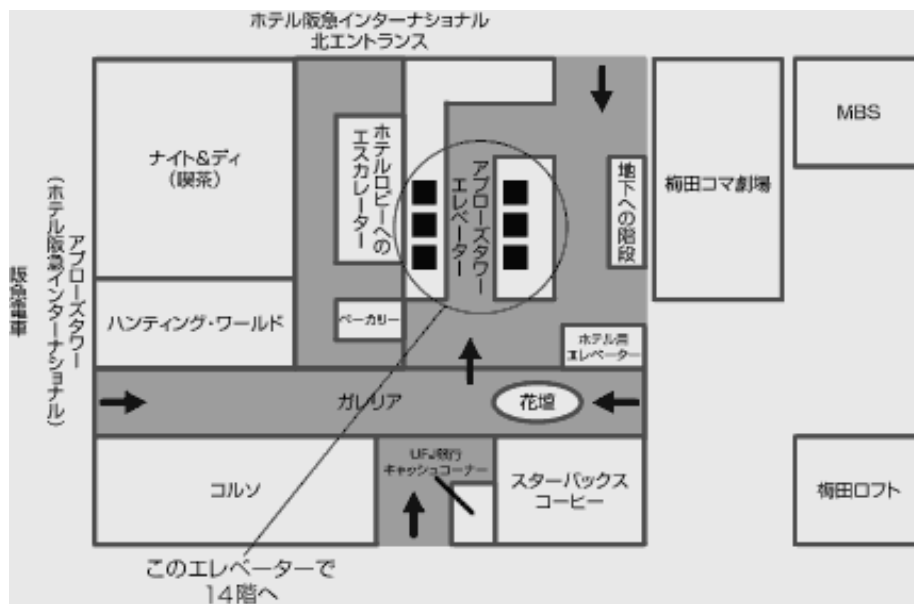 ホテル阪急インターナショナル
北エントランス
ナイト&ディ
(喫茶)
ホテルロビーへの
エスカレーター
アプローズタワー
エレベーター
地下への階段
梅田コマ劇場
MBS
阪急電車
アプローズタワー
(ホテル阪急インターナショナル)
ハンティング・ワールド
ベーカリー
ホテル用
エレベーター
ガレリア
花壇
コルソ
UFJ銀行
キャッシュコーナー
スターバックス
コーヒー
梅田ロフト
このエレベーターで
14階へ